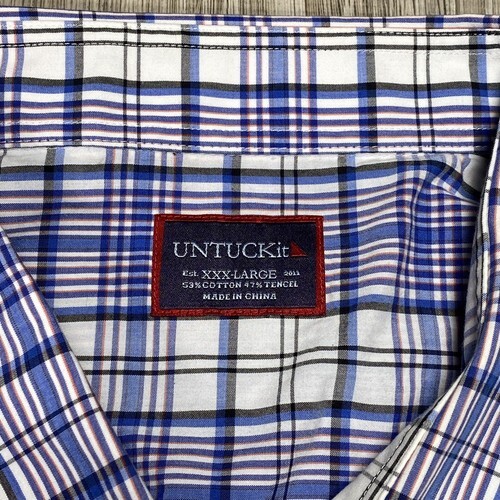 UNTUCKit
Est. XXX-LARGE 2011
53% COTTON 47% TENCEL
MADE IN CHINA